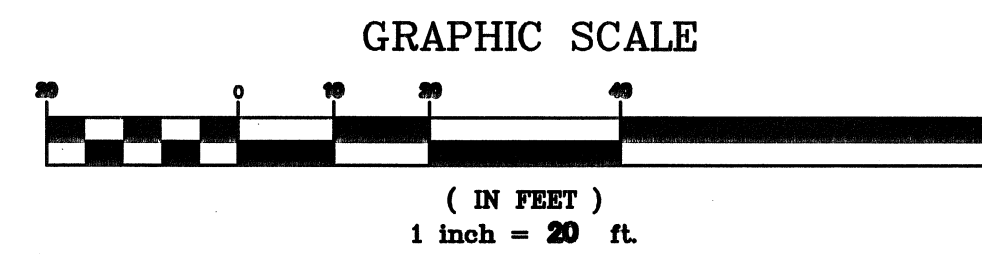 GRAPHIC SCALE
20 0 10 20 40
( IN FEET )
1 inch = 20 ft.